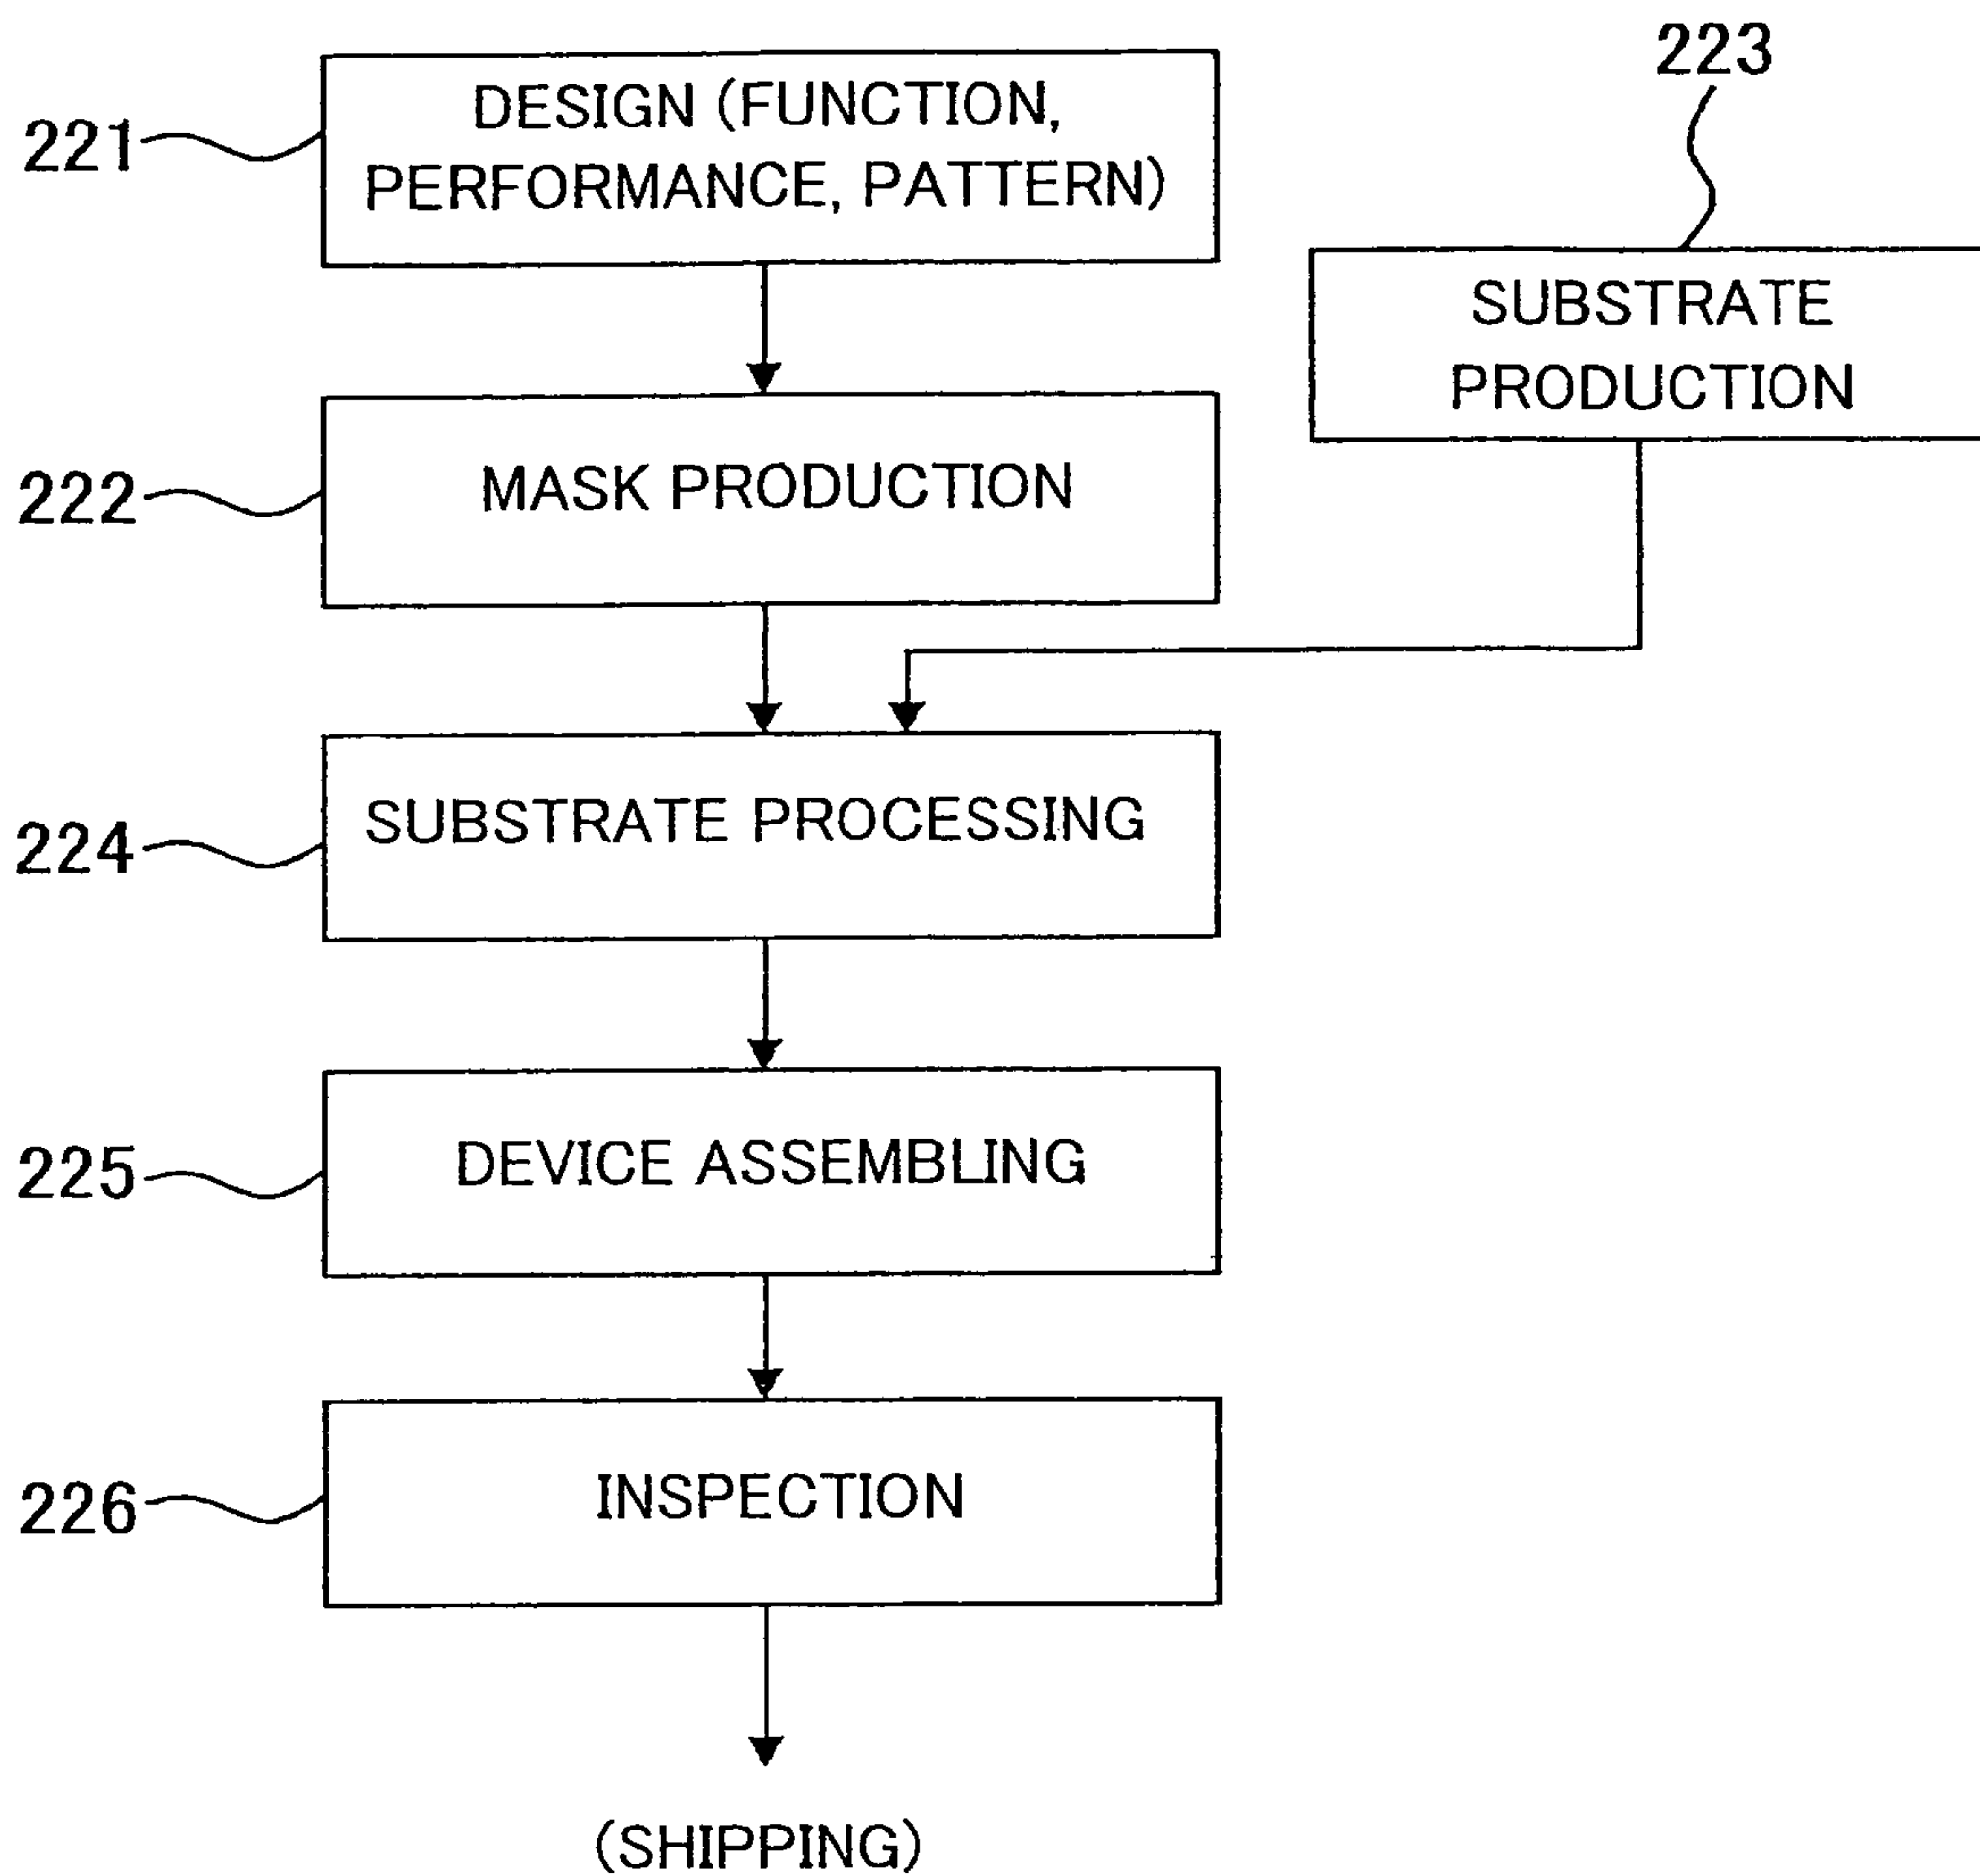 223
221
DESIGN (FUNCTION,
PERFORMANCE, PATTERN)
SUBSTRATE
PRODUCTION
222
MASK PRODUCTION
224
SUBSTRATE PROCESSING
225
DEVICE ASSEMBLING
226
INSPECTION
(SHIPPING)